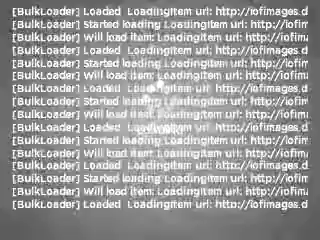 [BulkLoader] Loaded LoadingItem url: http://iofimages.d
[BulkLoader] Started loading LoadingItem url: http://iofim
[BulkLoader] Will load item: LoadingItem url: http://iofima
[BulkLoader] Loaded LoadingItem url: http://iofimages.d
[BulkLoader] Started loading LoadingItem url: http://iofim
[BulkLoader] Will load item: LoadingItem url: http://iofima
[BulkLoader] Loaded LoadingItem url: http://iofimages.d
[BulkLoader] Started loading LoadingItem url: http://iofim
[BulkLoader] Will load item: LoadingItem url: http://iofima
[BulkLoader] Loaded LoadingItem url: http://iofimages.d
[BulkLoader] Started loading LoadingItem url: http://iofim
[BulkLoader] Will load item: LoadingItem url: http://iofima
[BulkLoader] Loaded LoadingItem url: http://iofimages.d
[BulkLoader] Started loading LoadingItem url: http://iofim
[BulkLoader] Will load item: LoadingItem url: http://iofima
[BulkLoader] Loaded LoadingItem url: http://iofimages.d